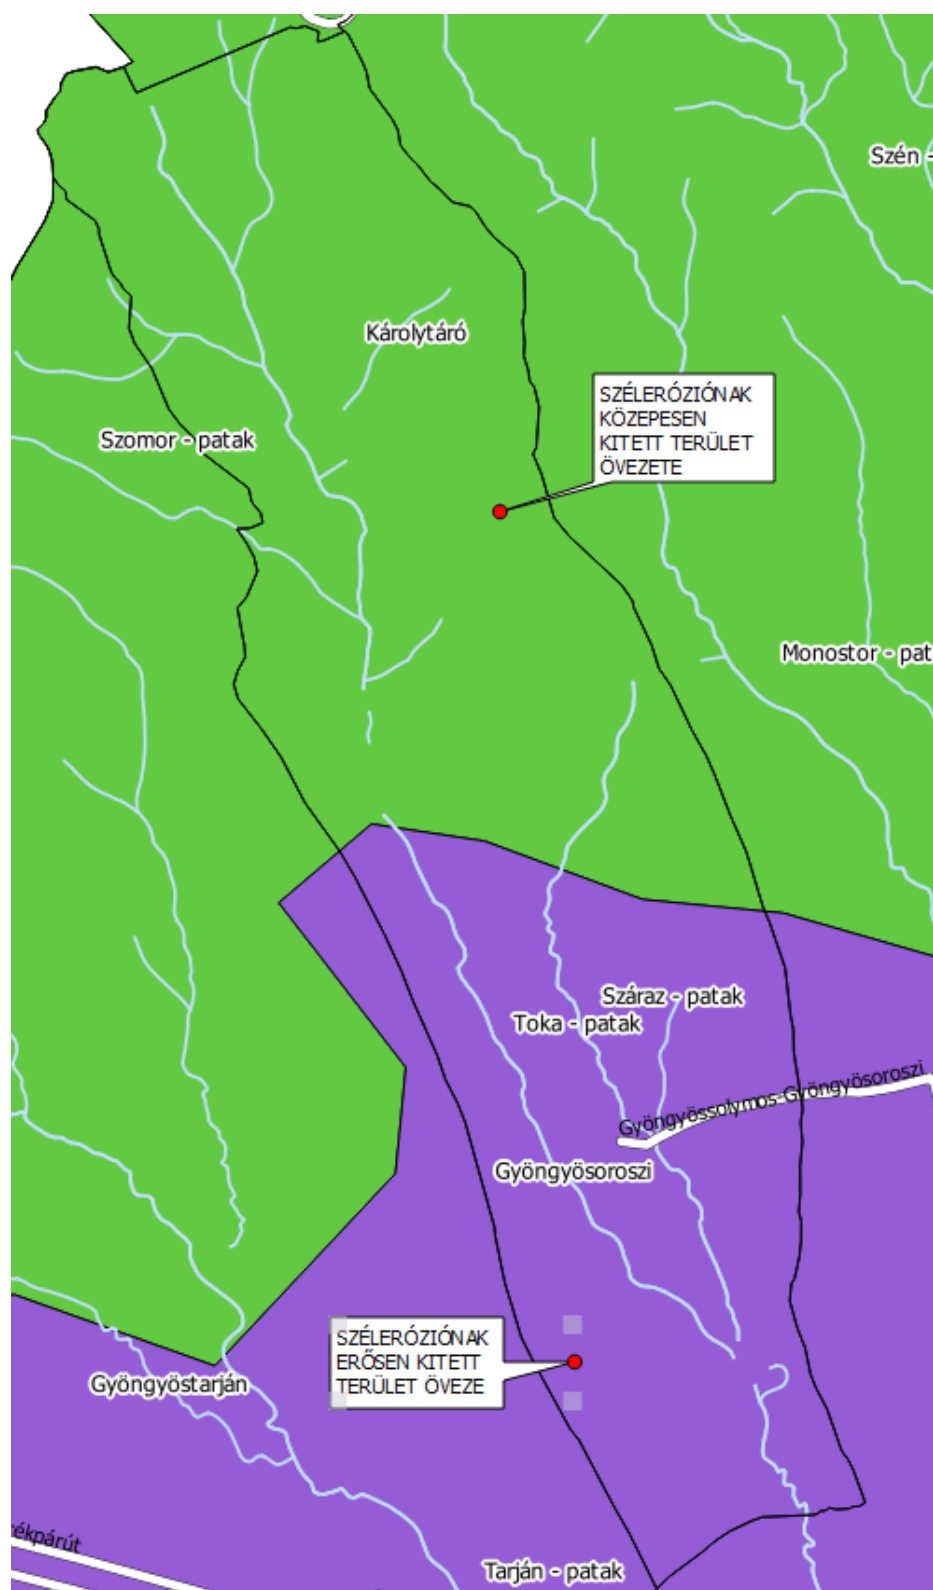 Szén -
Károlytáró
SZÉLERÓZIÓNAK
KÖZEPESEN
KITETT TERÜLET
ÖVEZETE
Szomor - patak
Monostor - pat
Száraz - patak
Toka - patak
Gyöngyössolymos-Gyöngyösoroszi
Gyöngyösoroszi
SZÉLERÓZIÓNAK
ERŐSEN KITETT
TERÜLET ÖVEZE
Gyöngyöstarján
ékpárút
Tarján - patak